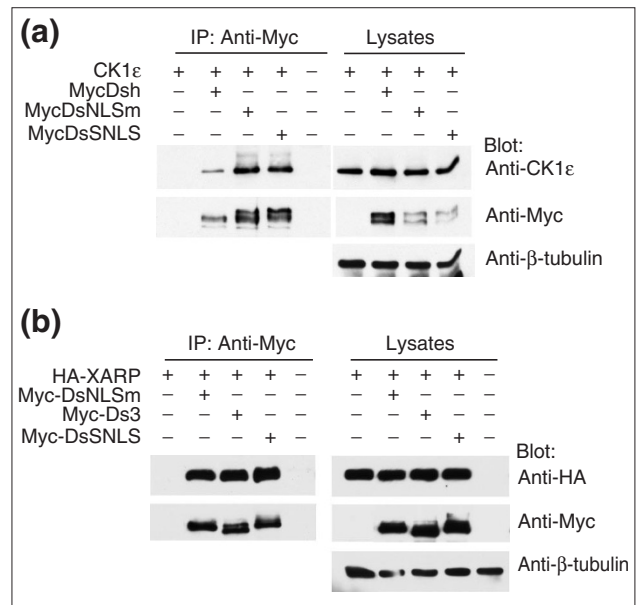 (a)
IP: Anti-Myc Lysates
CK1ε + + + + – + + + +
MycDsh – + – – – – + – –
MycDsNLSm – – + – – – – + –
MycDsSNLS – – – + – – – – +
Blot:
Anti-CK1ε
Anti-Myc
Anti-β-tubulin
(b)
IP: Anti-Myc Lysates
HA-XARP + + + + – + + + + –
Myc-DsNLSm – + – – – – + – – –
Myc-Ds3 – – + – – – – + – –
Myc-DsSNLS – – – + – – – – + –
Blot:
Anti-HA
Anti-Myc
Anti-β-tubulin